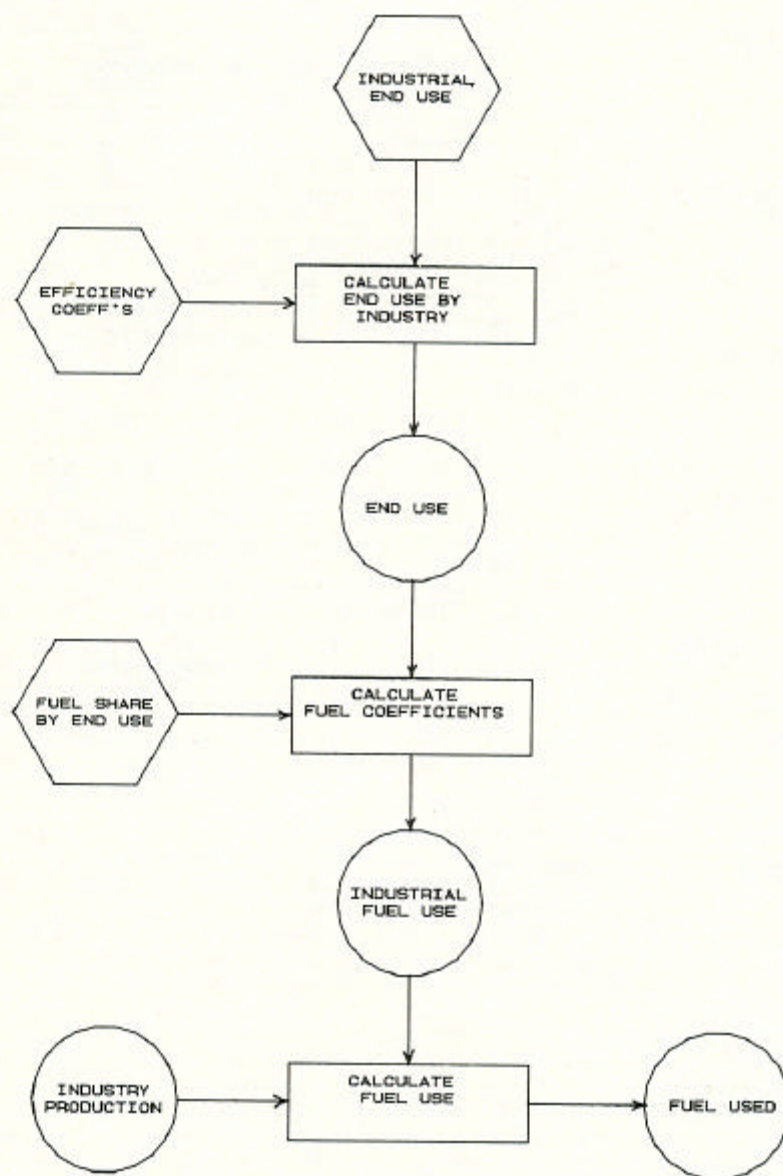 INDUSTRIAL
END USE
EFFICIENCY
COEFF'S
CALCULATE
END USE BY
INDUSTRY
END USE
FUEL SHARE
BY END USE
CALCULATE
FUEL COEFFICIENTS
INDUSTRIAL
FUEL USE
INDUSTRY
PRODUCTION
CALCULATE
FUEL USE
FUEL USED